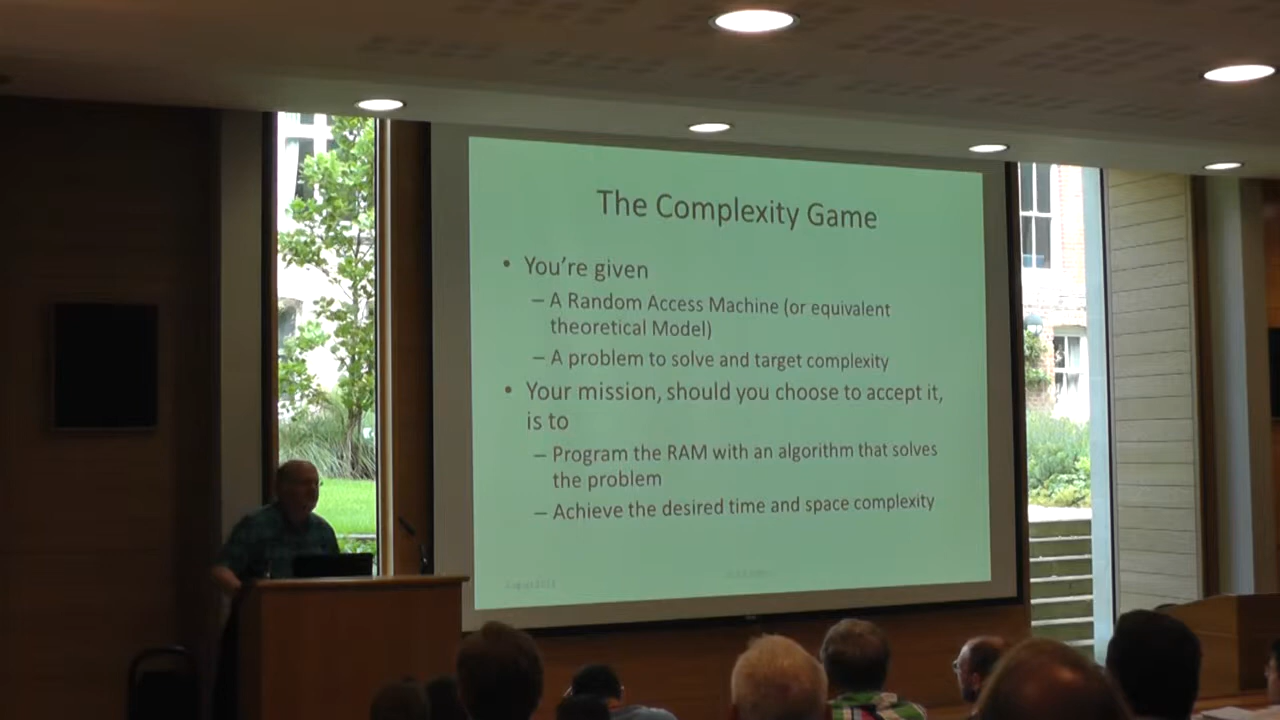 The Complexity Game
• You're given
– A Random Access Machine (or equivalent
theoretical Model)
– A problem to solve and target complexity
• Your mission, should you choose to accept it,
is to
– Program the RAM with an algorithm that solves
the problem
– Achieve the desired time and space complexity